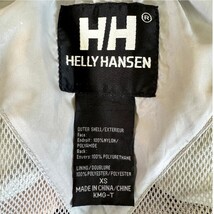 HH®
HELLY HANSEN
OUTER SHELL/EXTERIEUR
Face:
Endroit: 100%NYLON/
POLYAMIDE
Back:
Envers: 100% POLYURETHANE
LINING/DOUBLURE
100% POLYESTER/POLYESTER
XS
MADE IN CHINA/CHINE
KMO-T